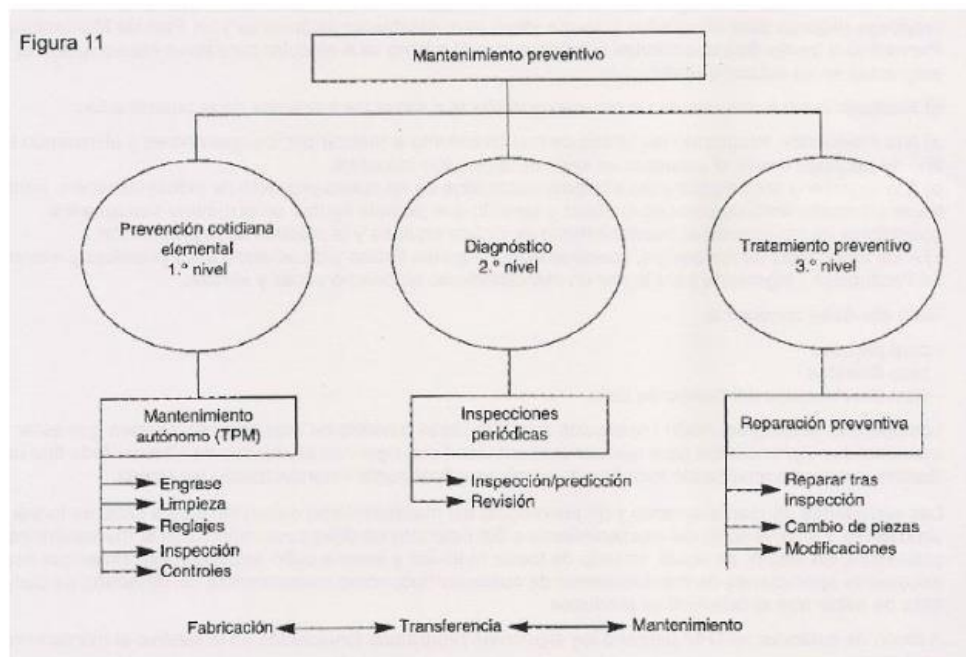 Figura 11
Mantenimiento preventivo
Prevención cotidiana
elemental
1.º nivel
Diagnóstico
2.º nivel
Tratamiento preventivo
3.º nivel
Mantenimiento
autónomo (TPM)
Engrase
Limpieza
Reglajes
Inspección
Controles
Inspecciones
periódicas
Inspección/predicción
Revisión
Reparación preventiva
Reparar tras
inspección
Cambio de piezas
Modificaciones
Fabricación
Transferencia
Mantenimiento